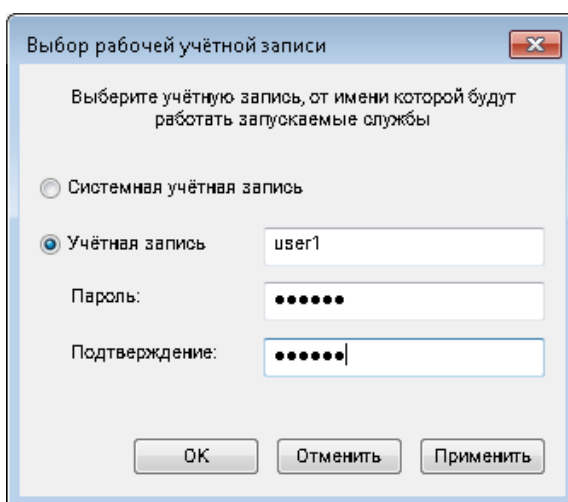 Выбор рабочей учётной записи
Выберите учётную запись, от имени которой будут
работать запускаемые службы
Системная учётная запись
Учётная запись user1
Пароль: ●●●●●●
Подтверждение: ●●●●●●
OK Отменить Применить